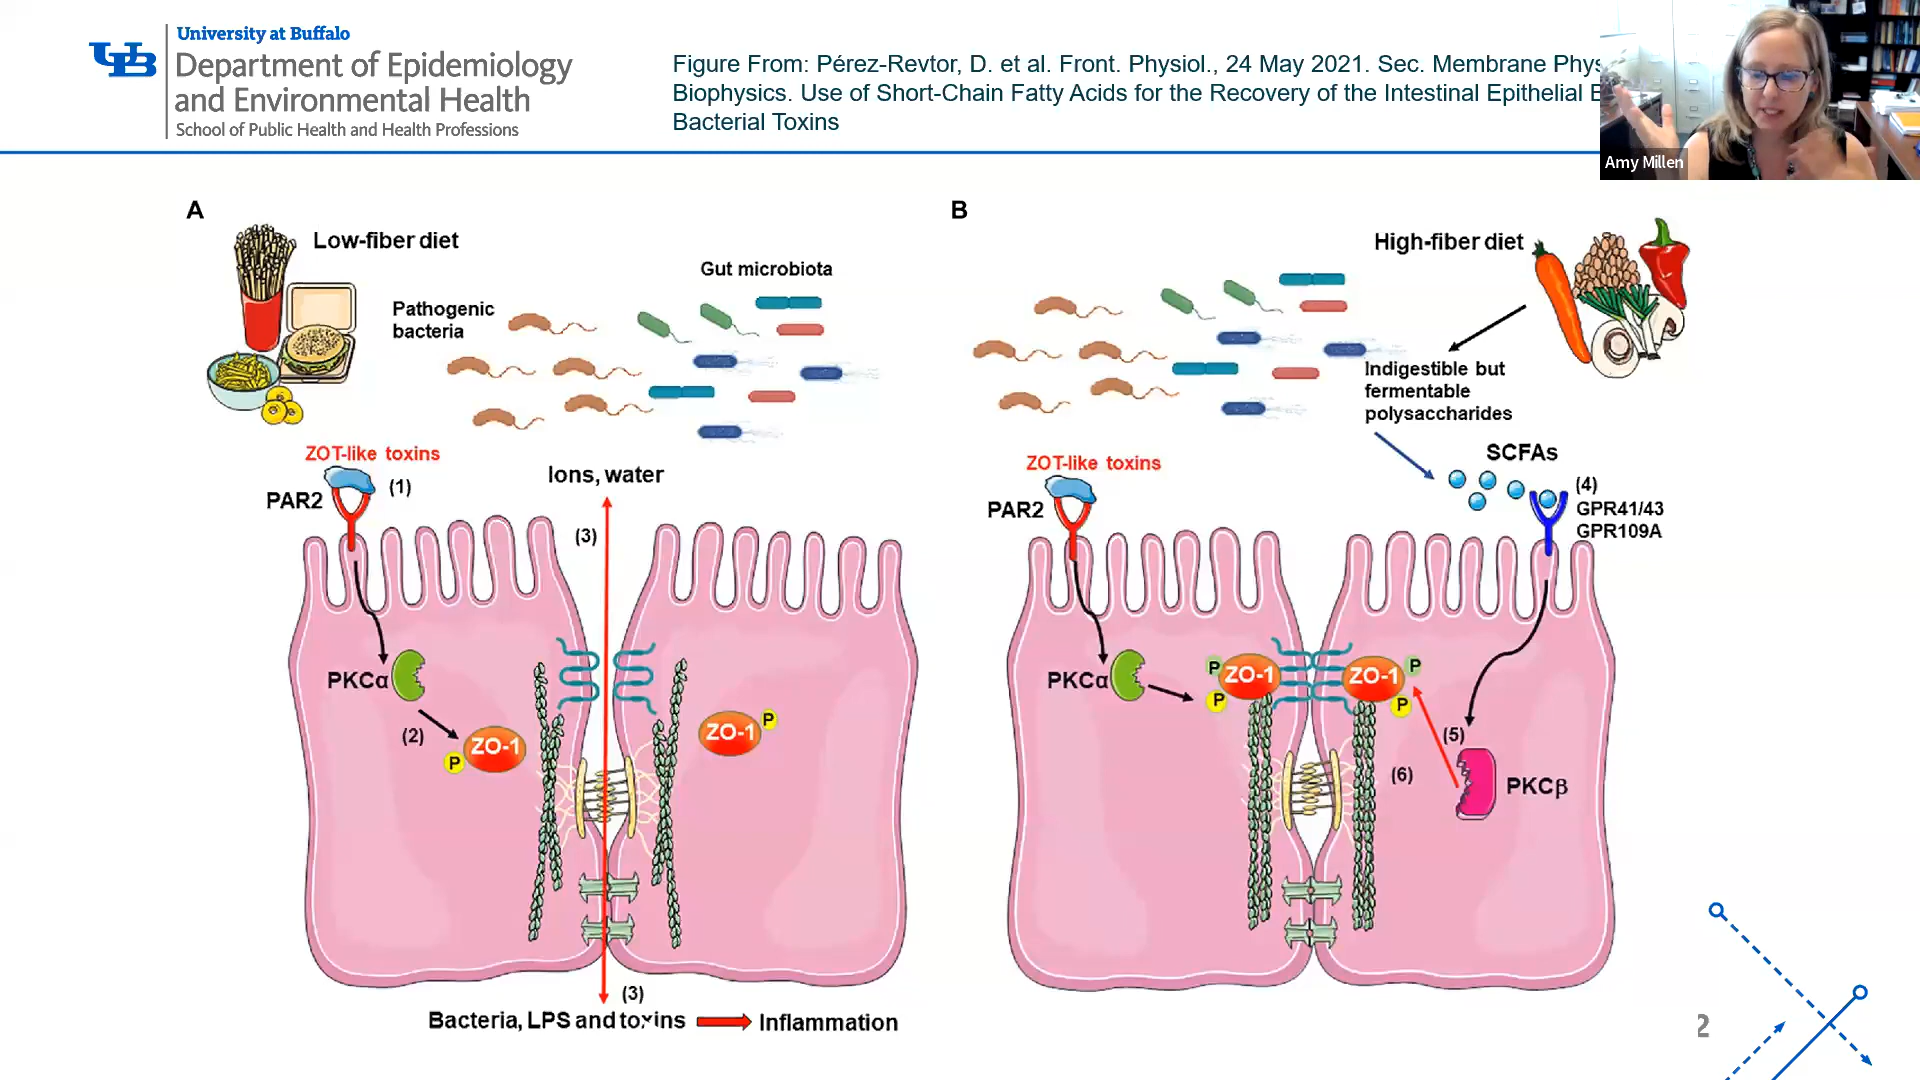 University at Buffalo
UB
Department of Epidemiology
and Environmental Health
School of Public Health and Health Professions
Figure From: Pérez-Revtor, D. et al. Front. Physiol., 24 May 2021. Sec. Membrane Phys
Biophysics. Use of Short-Chain Fatty Acids for the Recovery of the Intestinal Epithelial
Bacterial Toxins
Amy Millen
A
Low-fiber diet
Gut microbiota
Pathogenic
bacteria
ZOT-like toxins
(1)
PAR2
Ions, water
(3)
PKCα
(2)
ZO-1
P
ZO-1
P
(3)
Bacteria, LPS and toxins
Inflammation
B
High-fiber diet
Indigestible but
fermentable
polysaccharides
SCFAs
ZOT-like toxins
PAR2
(4)
GPR41/43
GPR109A
PKCα
P
P
ZO-1
ZO-1
P
P
(5)
(6)
PKCβ
2